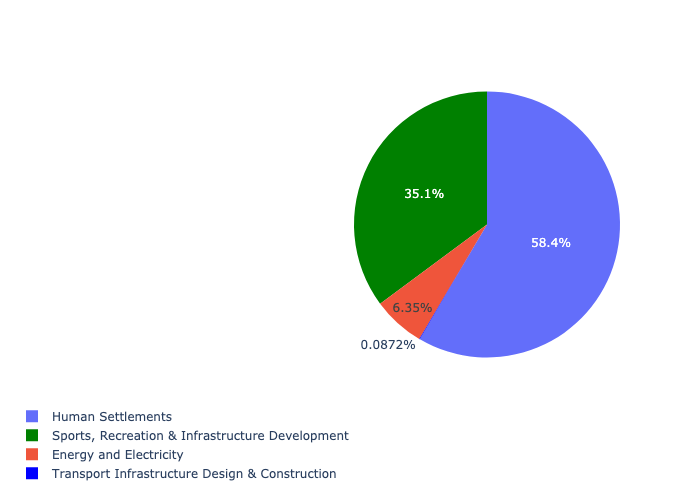 35.1%
58.4%
6.35%
0.0872%
Human Settlements
Sports, Recreation & Infrastructure Development
Energy and Electricity
Transport Infrastructure Design & Construction